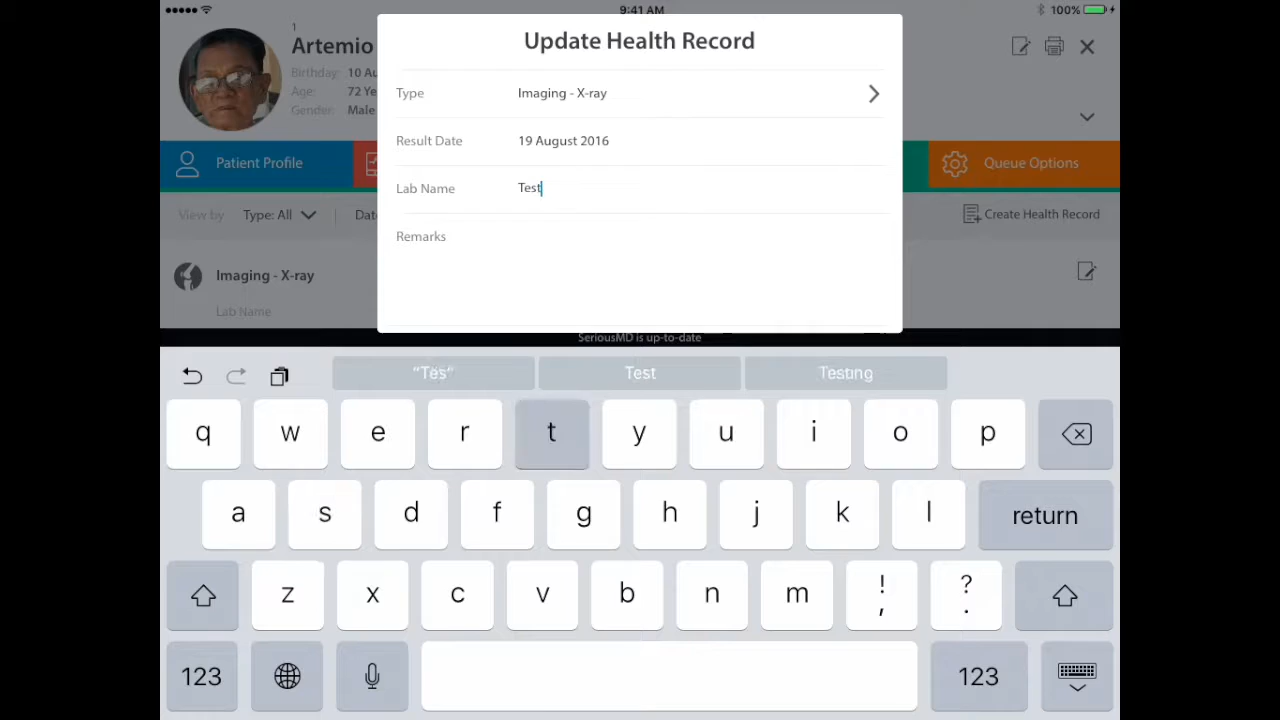 9:41 AM
100%
1
Artemio
Birthday: 10 Au
Age: 72 Ye
Gender: Male
Update Health Record
Type Imaging - X-ray
Result Date 19 August 2016
Lab Name Test
Remarks
Patient Profile
Queue Options
View by Type: All Dat
Create Health Record
Imaging - X-ray
Lab Name
SeriousMD is up-to-date
"Tes" Test Testing
q w e r t y u i o p
a s d f g h j k l return
z x c v b n m ! , ? .
123 123